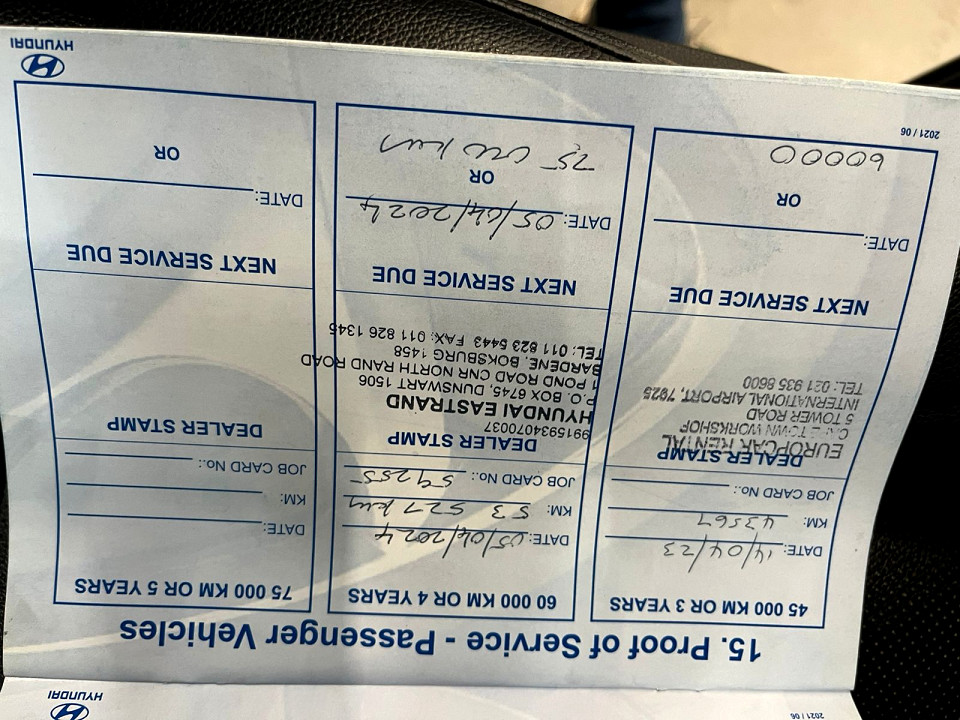 15. Proof of Service - Passenger Vehicles
45 000 KM OR 3 YEARS
DATE: 14/04/23
KM: 43567
JOB CARD No.:
DEALER STAMP
EUROPCAR RENTAL
CAPE TOWN WORKSHOP
5 TOWER ROAD
INTERNATIONAL AIRPORT, 7925
TEL: 021 935 8600
NEXT SERVICE DUE
DATE:
OR
60000
2021 / 06
60 000 KM OR 4 YEARS
DATE: 05/04/2024
KM: 53 527 km
JOB CARD No.: 59255
DEALER STAMP
9915934070037
HYUNDAI EASTRAND
P.O. BOX 6745, DUNSWART 1506
1 POND ROAD CNR NORTH RAND ROAD
BARDENE, BOKSBURG 1458
TEL: 011 823 5443 FAX: 011 826 1345
NEXT SERVICE DUE
DATE: 05/04/2024
OR
75 000 km
75 000 KM OR 5 YEARS
DATE:
KM:
JOB CARD No.:
DEALER STAMP
NEXT SERVICE DUE
DATE:
OR
HYUNDAI
2021 / 06
HYUNDAI